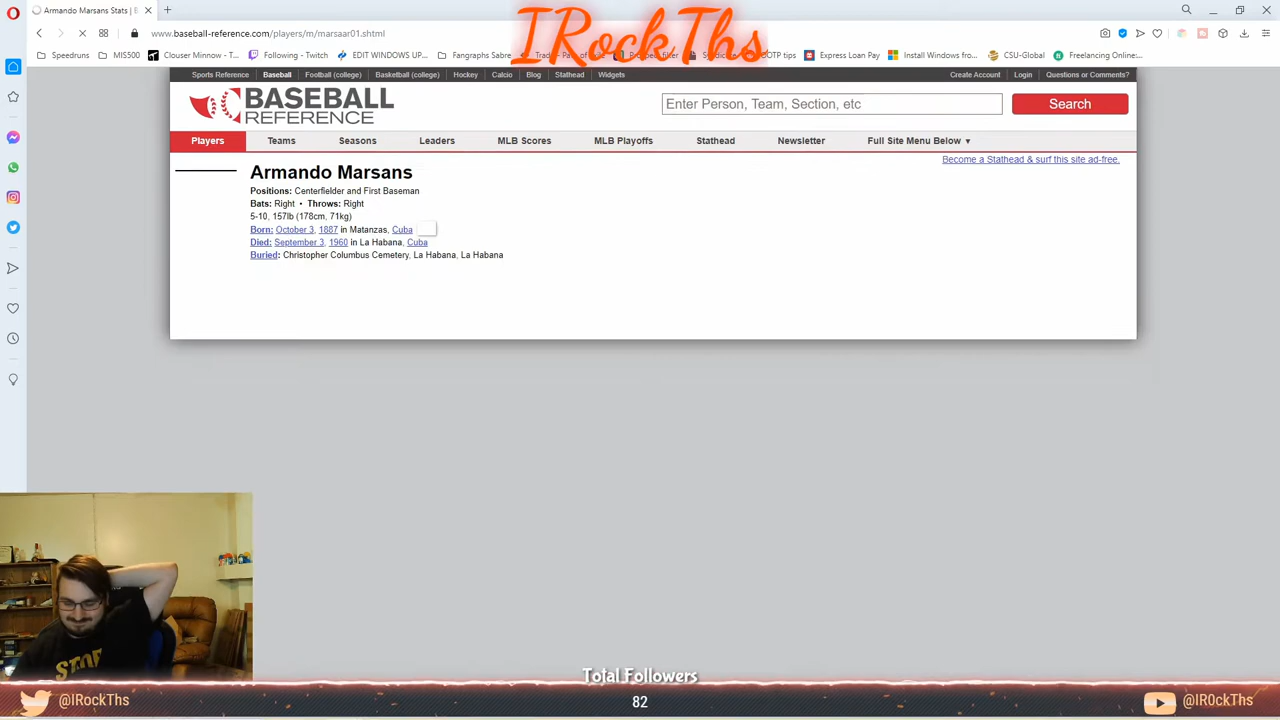 Armando Marsans Stats |
IRockThs
www.baseball-reference.com/players/m/marsaar01.shtml
Speedruns MIS500 Clouser Minnow - T... Following - Twitch EDIT WINDOWS UP... Fangraphs Sabre OOTP tips Express Loan Pay Install Windows fro... CSU-Global Freelancing Online:...
Sports Reference Baseball Football (college) Basketball (college) Hockey Calcio Blog Stathead Widgets Create Account Login Questions or Comments?
BASEBALL
REFERENCE
Enter Person, Team, Section, etc Search
Players Teams Seasons Leaders MLB Scores MLB Playoffs Stathead Newsletter Full Site Menu Below ▼
Become a Stathead & surf this site ad-free.
Armando Marsans
Positions: Centerfielder and First Baseman
Bats: Right • Throws: Right
5-10, 157lb (178cm, 71kg)
Born: October 3, 1887 in Matanzas, Cuba
Died: September 3, 1960 in La Habana, Cuba
Buried: Christopher Columbus Cemetery, La Habana, La Habana
Total Followers
82
@IRockThs
@IR0ckThs